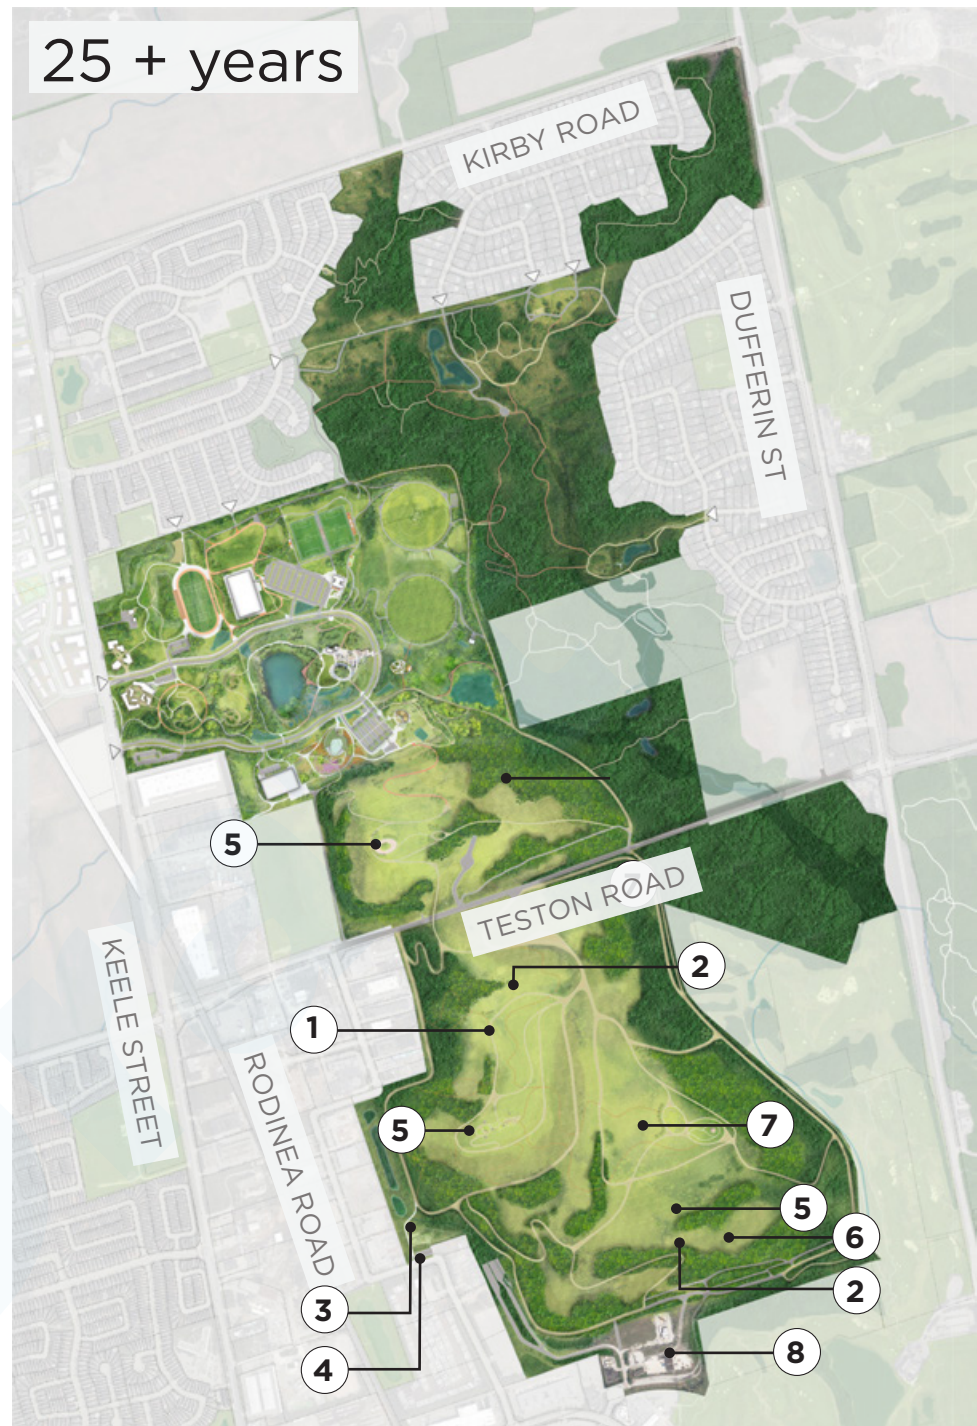 25 + years
KIRBY ROAD
DUFFERIN ST
5
TESTON ROAD
2
KEELE STREET
1
RODINEA ROAD
5
7
5
6
3
2
4
8